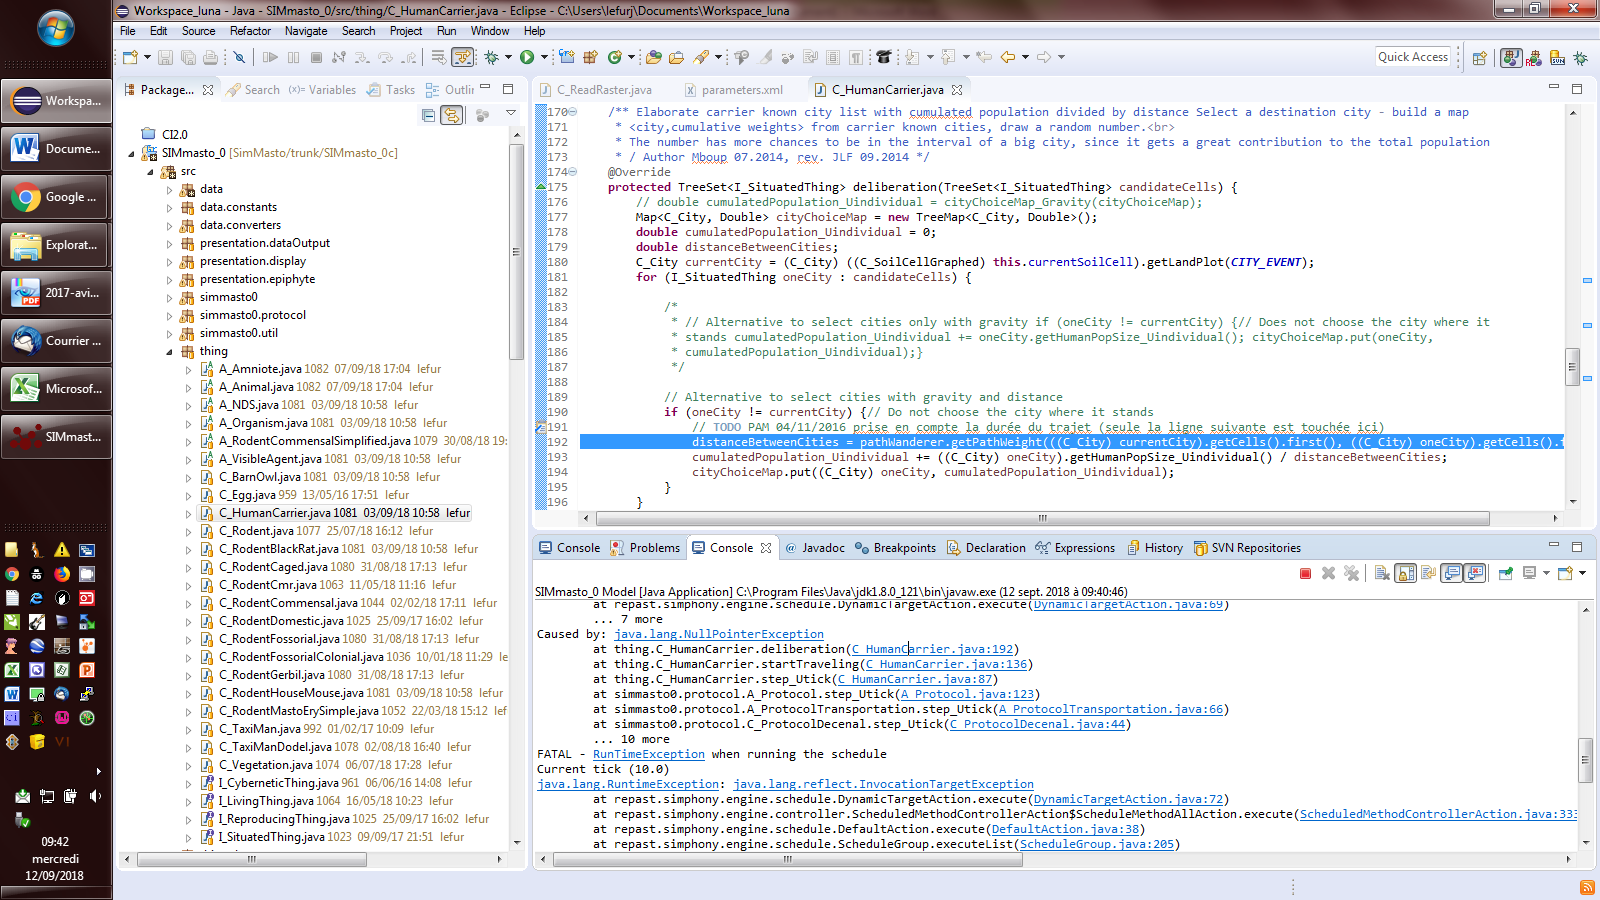 Workspace_luna - Java - SIMmasto_0/src/thing/C_HumanCarrier.java - Eclipse - C:\Users\lefurj\Documents\Workspace_luna
File Edit Source Refactor Navigate Search Project Run Window Help
Quick Access
Workspa...
Docume...
Google ...
Explorat...
2017-avi...
Courrier ...
Microsof...
SIMmast...
09:42
mercredi
12/09/2018
Package... Search (x)= Variables Tasks Outlin
CI2.0
SIMmasto_0 [SimMasto/trunk/SIMmasto_0c]
src
data
data.constants
data.converters
presentation.dataOutput
presentation.display
presentation.epiphyte
simmasto0
simmasto0.protocol
simmasto0.util
thing
A_Amniote.java 1082 07/09/18 17:04 lefur
A_Animal.java 1082 07/09/18 17:04 lefur
A_NDS.java 1081 03/09/18 10:58 lefur
A_Organism.java 1081 03/09/18 10:58 lefur
A_RodentCommensalSimplified.java 1079 30/08/18 19:
A_VisibleAgent.java 1081 03/09/18 10:58 lefur
C_BarnOwl.java 1081 03/09/18 10:58 lefur
C_Egg.java 959 13/05/16 17:51 lefur
C_HumanCarrier.java 1081 03/09/18 10:58 lefur
C_Rodent.java 1077 25/07/18 16:12 lefur
C_RodentBlackRat.java 1081 03/09/18 10:58 lefur
C_RodentCaged.java 1080 31/08/18 17:13 lefur
C_RodentCmr.java 1063 11/05/18 11:16 lefur
C_RodentCommensal.java 1044 02/02/18 17:11 lefur
C_RodentDomestic.java 1025 25/09/17 16:02 lefur
C_RodentFossorial.java 1080 31/08/18 17:13 lefur
C_RodentFossorialColonial.java 1036 10/01/18 11:29 le
C_RodentGerbil.java 1080 31/08/18 17:13 lefur
C_RodentHouseMouse.java 1081 03/09/18 10:58 lefur
C_RodentMastoErySimple.java 1052 22/03/18 15:12 lef
C_TaxiMan.java 992 01/02/17 10:09 lefur
C_TaxiManDodel.java 1078 02/08/18 16:40 lefur
C_Vegetation.java 1074 06/07/18 17:28 lefur
I_CyberneticThing.java 961 06/06/16 14:08 lefur
I_LivingThing.java 1064 16/05/18 10:23 lefur
I_ReproducingThing.java 1025 25/09/17 16:02 lefur
I_SituatedThing.java 1023 09/09/17 21:51 lefur
C_ReadRaster.java parameters.xml C_HumanCarrier.java
170 /** Elaborate carrier known city list with cumulated population divided by distance Select a destination city - build a map
171 * <city,cumulative weights> from carrier known cities, draw a random number.<br>
172 * The number has more chances to be in the interval of a big city, since it gets a great contribution to the total population
173 * / Author Mboup 07.2014, rev. JLF 09.2014 */
174 @Override
175 protected TreeSet<I_SituatedThing> deliberation(TreeSet<I_SituatedThing> candidateCells) {
176 // double cumulatedPopulation_Uindividual = cityChoiceMap_Gravity(cityChoiceMap);
177 Map<C_City, Double> cityChoiceMap = new TreeMap<C_City, Double>();
178 double cumulatedPopulation_Uindividual = 0;
179 double distanceBetweenCities;
180 C_City currentCity = (C_City) ((C_SoilCellGraphed) this.currentSoilCell).getLandPlot(CITY_EVENT);
181 for (I_SituatedThing oneCity : candidateCells) {
182
183 /*
184 * // Alternative to select cities only with gravity if (oneCity != currentCity) {// Does not choose the city where it
185 * stands cumulatedPopulation_Uindividual += oneCity.getHumanPopSize_Uindividual(); cityChoiceMap.put(oneCity,
186 * cumulatedPopulation_Uindividual);}
187 */
188
189 // Alternative to select cities with gravity and distance
190 if (oneCity != currentCity) {// Do not choose the city where it stands
191 // TODO PAM 04/11/2016 prise en compte la durée du trajet (seule la ligne suivante est touchée ici)
192 distanceBetweenCities = pathWanderer.getPathWeight(((C_City) currentCity).getCells().first(), ((C_City) oneCity).getCells().f
193 cumulatedPopulation_Uindividual += ((C_City) oneCity).getHumanPopSize_Uindividual() / distanceBetweenCities;
194 cityChoiceMap.put((C_City) oneCity, cumulatedPopulation_Uindividual);
195 }
196 }
Console Problems Console Javadoc Breakpoints Declaration Expressions History SVN Repositories
SIMmasto_0 Model [Java Application] C:\Program Files\Java\jdk1.8.0_121\bin\javaw.exe (12 sept. 2018 à 09:40:46)
at repast.simphony.engine.schedule.DynamicTargetAction.execute(DynamicTargetAction.java:69)
... 7 more
Caused by: java.lang.NullPointerException
at thing.C_HumanCarrier.deliberation(C_HumanCarrier.java:192)
at thing.C_HumanCarrier.startTraveling(C_HumanCarrier.java:136)
at thing.C_HumanCarrier.step_Utick(C_HumanCarrier.java:87)
at simmasto0.protocol.A_Protocol.step_Utick(A_Protocol.java:123)
at simmasto0.protocol.A_ProtocolTransportation.step_Utick(A_ProtocolTransportation.java:66)
at simmasto0.protocol.C_ProtocolDecenal.step_Utick(C_ProtocolDecenal.java:44)
... 10 more
FATAL - RunTimeException when running the schedule
Current tick (10.0)
java.lang.RuntimeException: java.lang.reflect.InvocationTargetException
at repast.simphony.engine.schedule.DynamicTargetAction.execute(DynamicTargetAction.java:72)
at repast.simphony.engine.controller.ScheduledMethodControllerAction$ScheduleMethodAllAction.execute(ScheduledMethodControllerAction.java:333
at repast.simphony.engine.schedule.DefaultAction.execute(DefaultAction.java:38)
at repast.simphony.engine.schedule.ScheduleGroup.executeList(ScheduleGroup.java:205)